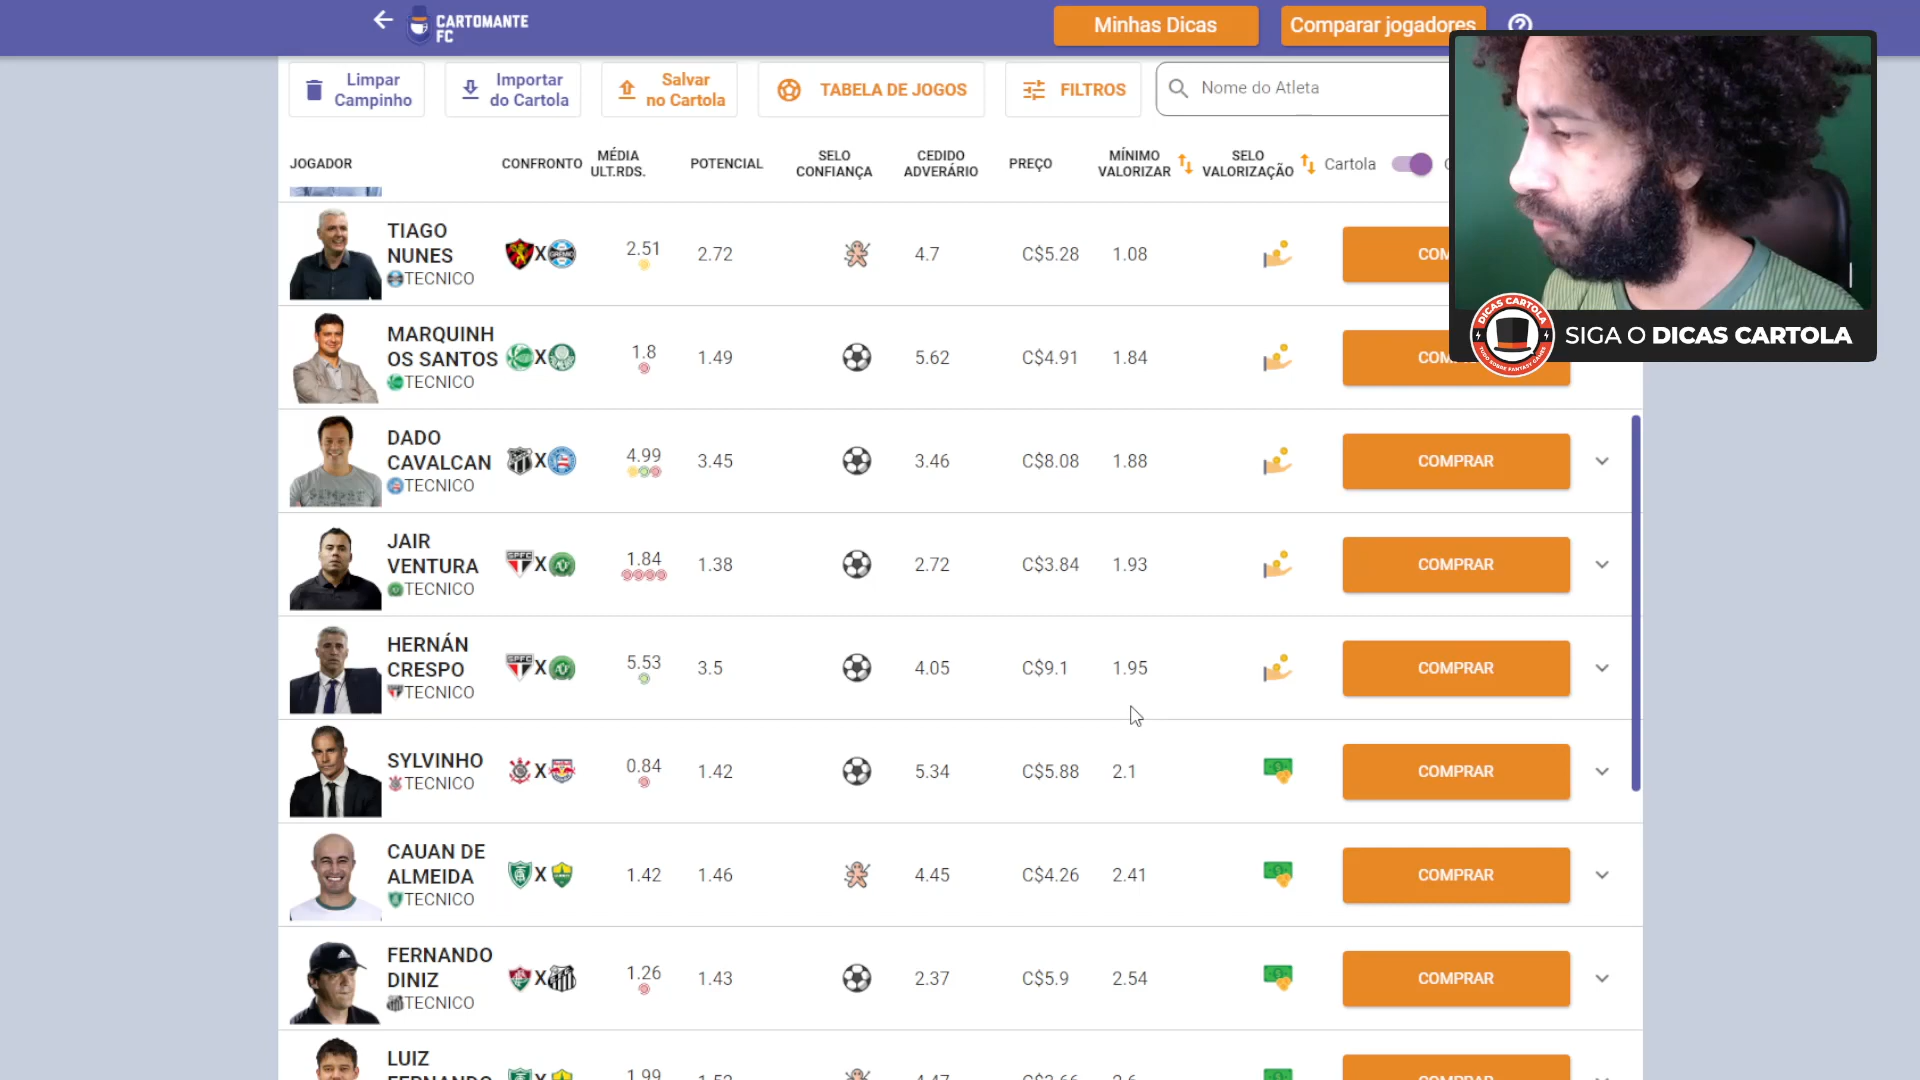 CARTOMANTE
FC
Minhas Dicas
Comparar jogadores
Limpar
Campinho
Importar
do Cartola
Salvar
no Cartola
TABELA DE JOGOS
FILTROS
Nome do Atleta
JOGADOR
CONFRONTO
MÉDIA
ULT.RDS.
POTENCIAL
SELO
CONFIANÇA
CEDIDO
ADVERÁRIO
PREÇO
MÍNIMO
VALORIZAR
SELO
VALORIZAÇÃO
Cartola
TIAGO
NUNES
TECNICO
X
2.51
2.72
4.7
C$5.28
1.08
MARQUINH
OS SANTOS
TECNICO
X
1.8
1.49
5.62
C$4.91
1.84
DICAS CARTOLA
TUDO SOBRE FANTASY GAMES
SIGA O DICAS CARTOLA
DADO
CAVALCAN
TECNICO
X
4.99
3.45
3.46
C$8.08
1.88
COMPRAR
JAIR
VENTURA
TECNICO
X
1.84
1.38
2.72
C$3.84
1.93
COMPRAR
HERNÁN
CRESPO
TECNICO
X
5.53
3.5
4.05
C$9.1
1.95
COMPRAR
SYLVINHO
TECNICO
X
0.84
1.42
5.34
C$5.88
2.1
COMPRAR
CAUAN DE
ALMEIDA
TECNICO
X
1.42
1.46
4.45
C$4.26
2.41
COMPRAR
FERNANDO
DINIZ
TECNICO
X
1.26
1.43
2.37
C$5.9
2.54
COMPRAR
LUIZ